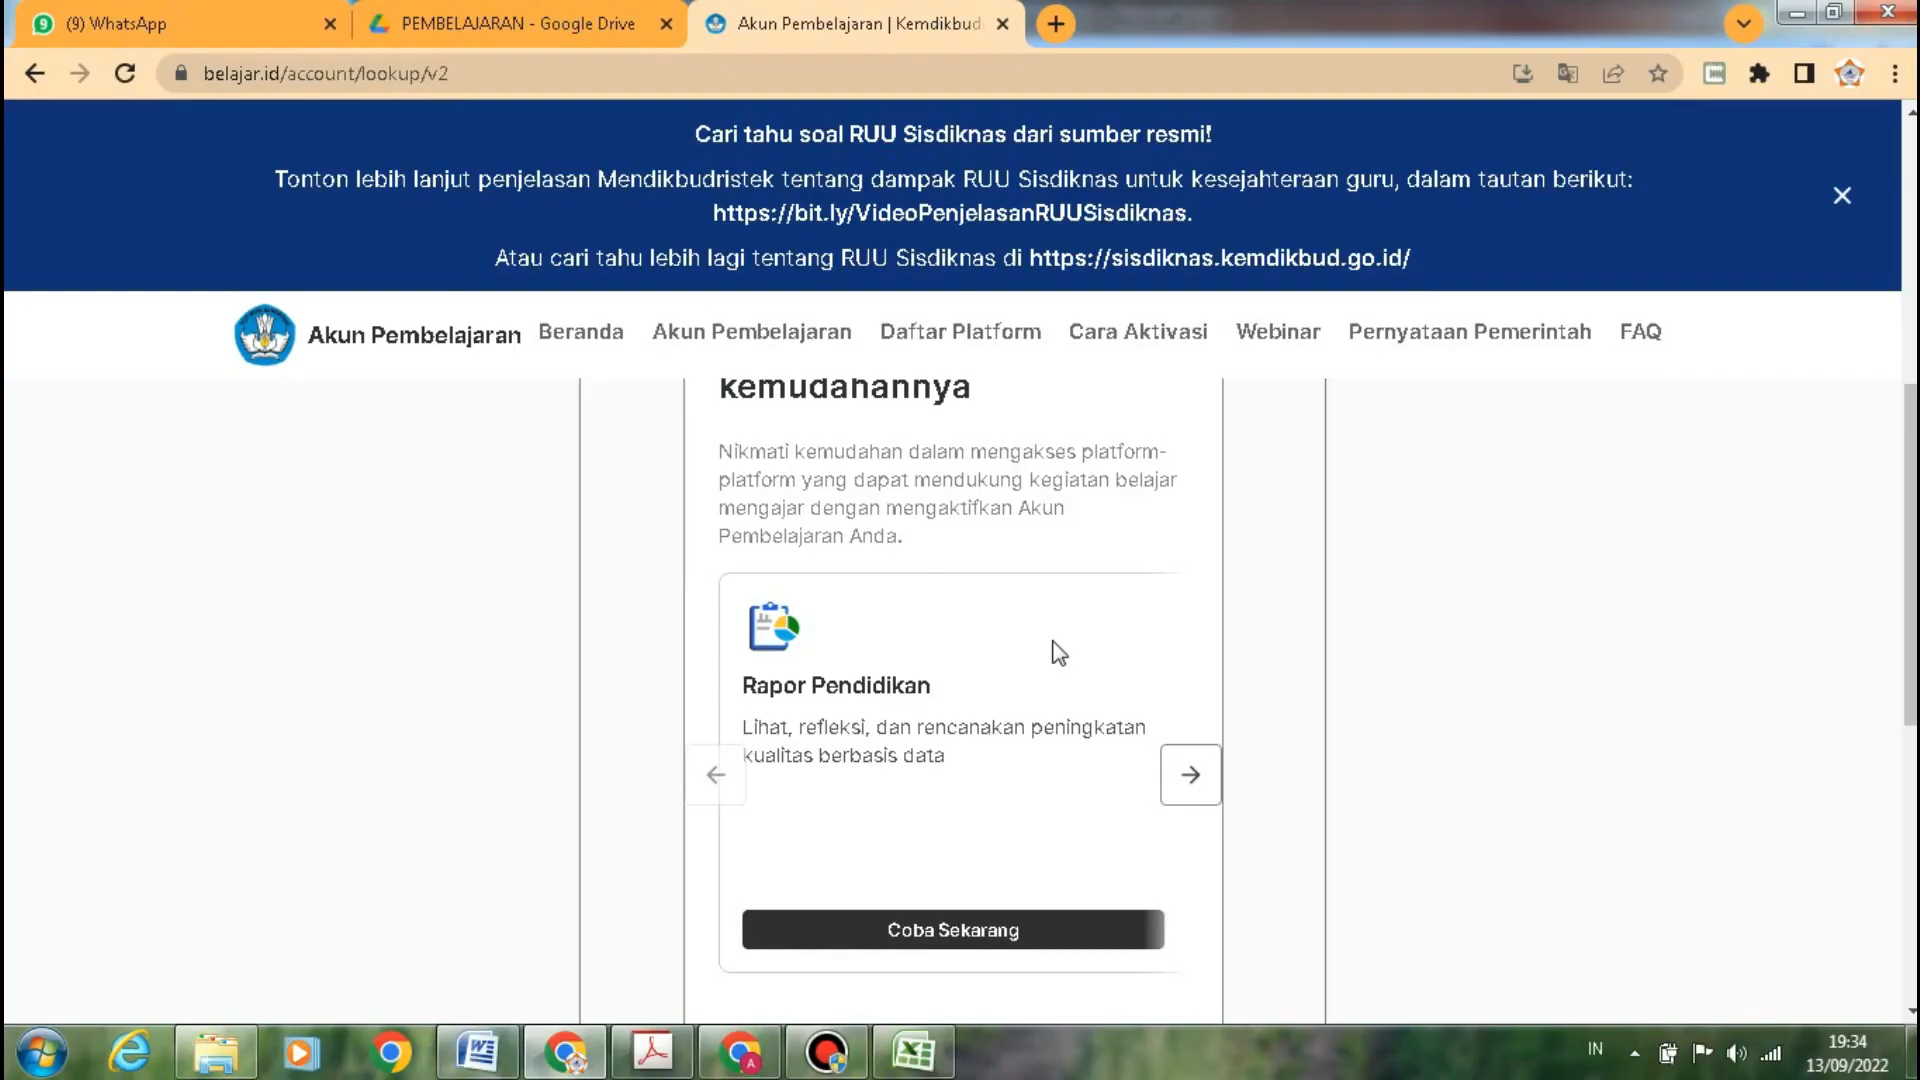 (9) WhatsApp
PEMBELAJARAN - Google Drive
Akun Pembelajaran | Kemdikbud
belajar.id/account/lookup/v2
Cari tahu soal RUU Sisdiknas dari sumber resmi!
Tonton lebih lanjut penjelasan Mendikbudristek tentang dampak RUU Sisdiknas untuk kesejahteraan guru, dalam tautan berikut:
https://bit.ly/VideoPenjelasanRUUSisdiknas.
Atau cari tahu lebih lagi tentang RUU Sisdiknas di https://sisdiknas.kemdikbud.go.id/
Akun Pembelajaran
Beranda
Akun Pembelajaran
Daftar Platform
Cara Aktivasi
Webinar
Pernyataan Pemerintah
FAQ
kemudahannya
Nikmati kemudahan dalam mengakses platform-
platform yang dapat mendukung kegiatan belajar
mengajar dengan mengaktifkan Akun
Pembelajaran Anda.
Rapor Pendidikan
Lihat, refleksi, dan rencanakan peningkatan
kualitas berbasis data
Coba Sekarang
IN
19:34
13/09/2022